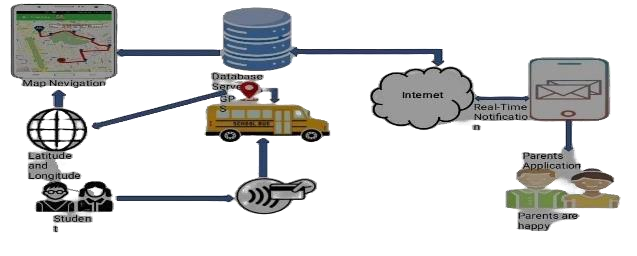 Map Nevigation
Database
Serve
GP
S
SCHOOL BUS
Internet
Real-Time
Notificatio
n
Latitude
and
Longitude
Studen
t
Parents
Application
Parents are
happy